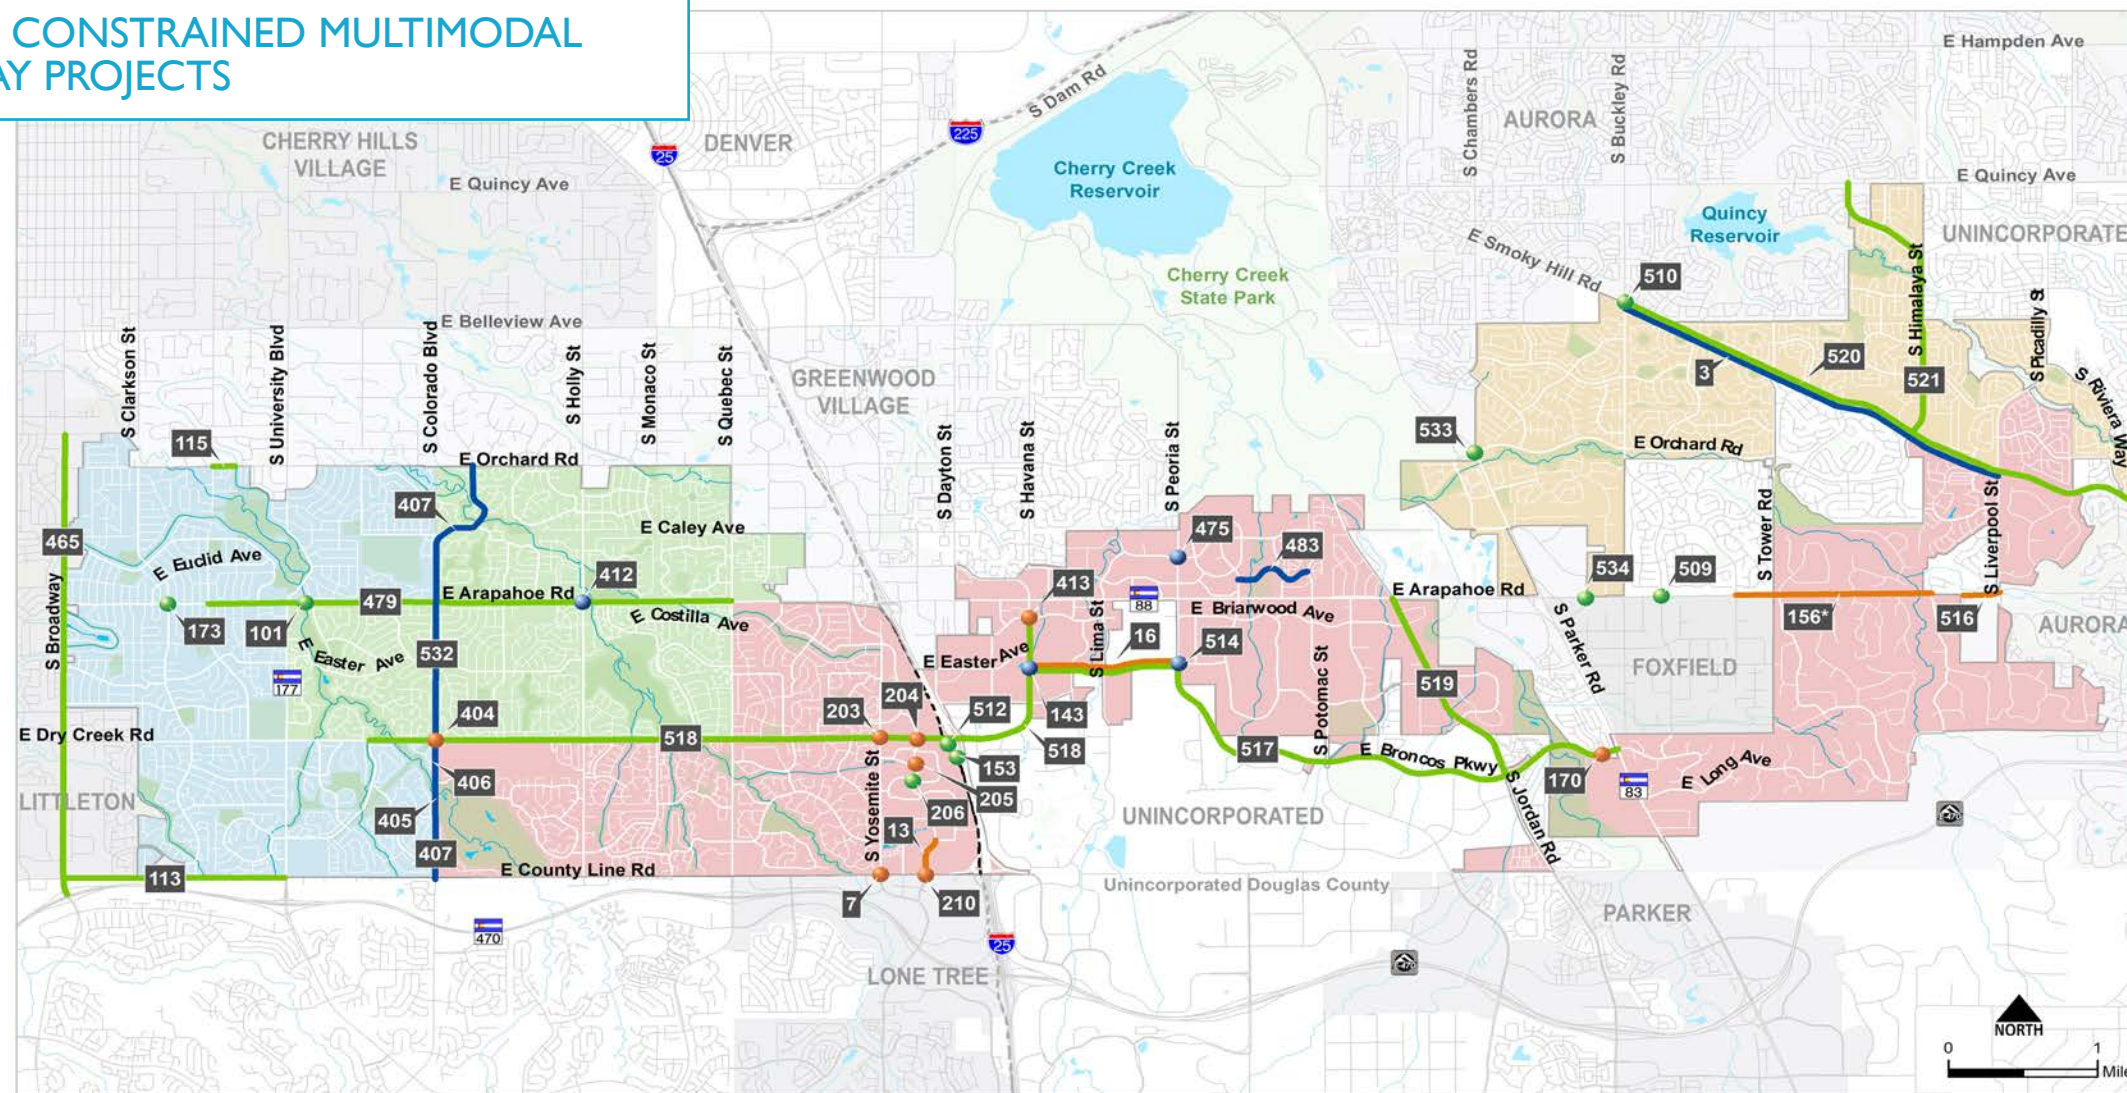 CONSTRAINED MULTIMODAL
AY PROJECTS
E Hampden Ave
S Dam Rd
S Chambers Rd
S Buckley Rd
AURORA
225
CHERRY HILLS
VILLAGE
25
DENVER
E Quincy Ave
Cherry Creek
Reservoir
E Quincy Ave
Quincy
Reservoir
UNINCORPORATE
E Smoky Hill Rd
Cherry Creek
State Park
510
S Himalaya St
S Picadilly St
E Belleview Ave
S Clarkson St
S University Blvd
S Colorado Blvd
S Holly St
S Monaco St
S Quebec St
GREENWOOD
VILLAGE
3
520
521
S Riviera Way
115
S Dayton St
S Havana St
S Peoria St
533
E Orchard Rd
E Orchard Rd
407
E Caley Ave
S Tower Rd
S Liverpool St
465
E Euclid Ave
475
483
S Broadway
412
413
534
509
479
E Arapahoe Rd
88
E Briarwood Ave
E Arapahoe Rd
173
101
E Costilla Ave
S Lima St
16
514
S Parker Rd
156*
516
AURORA
E Easter Ave
532
E Easter Ave
S Potomac St
FOXFIELD
177
519
404
203
204
512
143
E Dry Creek Rd
518
S Yosemite St
518
517
E Broncos Pkwy
153
170
E Long Ave
406
205
S Jordan Rd
83
LITTLETON
405
206
UNINCORPORATED
E-470
13
407
E County Line Rd
113
Unincorporated Douglas County
7
210
PARKER
470
25
LONE TREE
E-470
NORTH
0 1
Mile